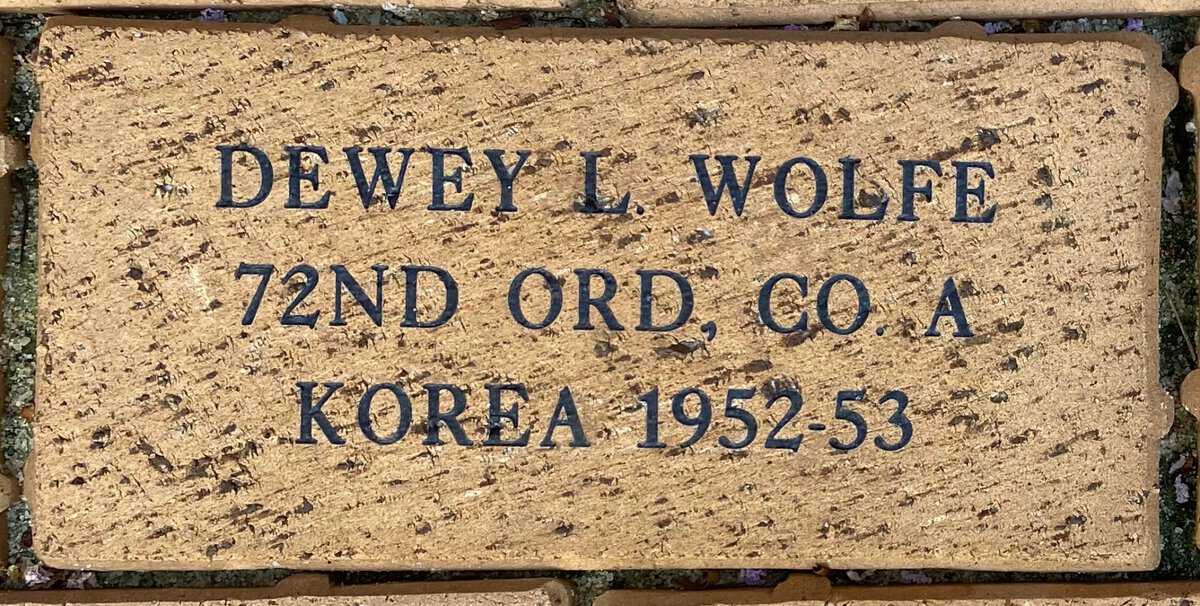 DEWEY L. WOLFE
72ND ORD, CO. A
KOREA 1952-53